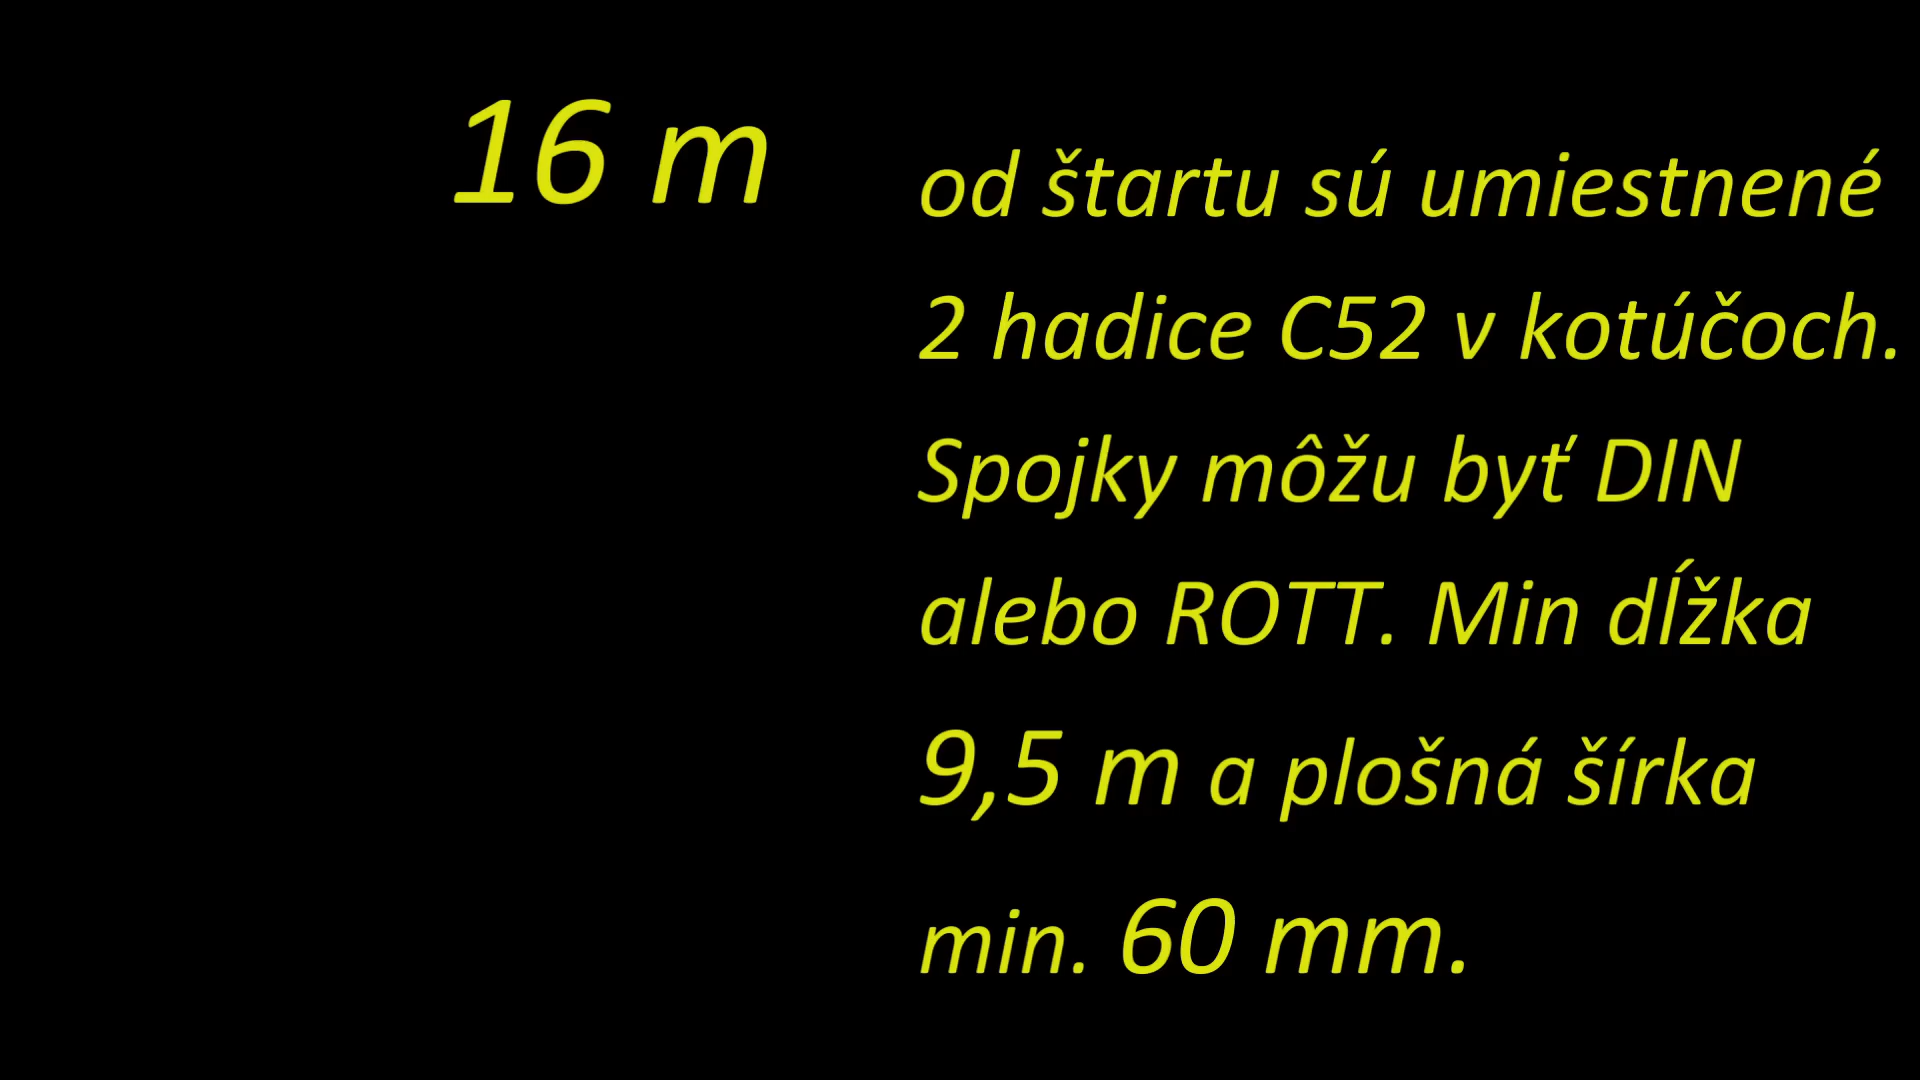 16 m
od štartu sú umiestnené
2 hadice C52 v kotúčoch.
Spojky môžu byť DIN
alebo ROTT. Min dĺžka
9,5 m a plošná šírka
min. 60 mm.